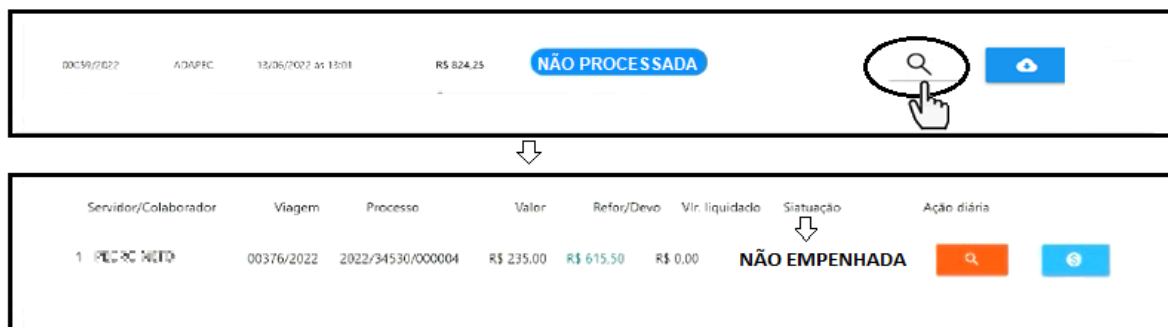 00059/2022 ADAPEC 13/06/2022 às 13:01 R$ 824,25 NÃO PROCESSADA
Servidor/Colaborador Viagem Processo Valor Refor/Devo Vlr. liquidado Siatuação Ação diária
1 00376/2022 2022/34530/000004 R$ 235.00 R$ 615.50 R$ 0.00 NÃO EMPENHADA